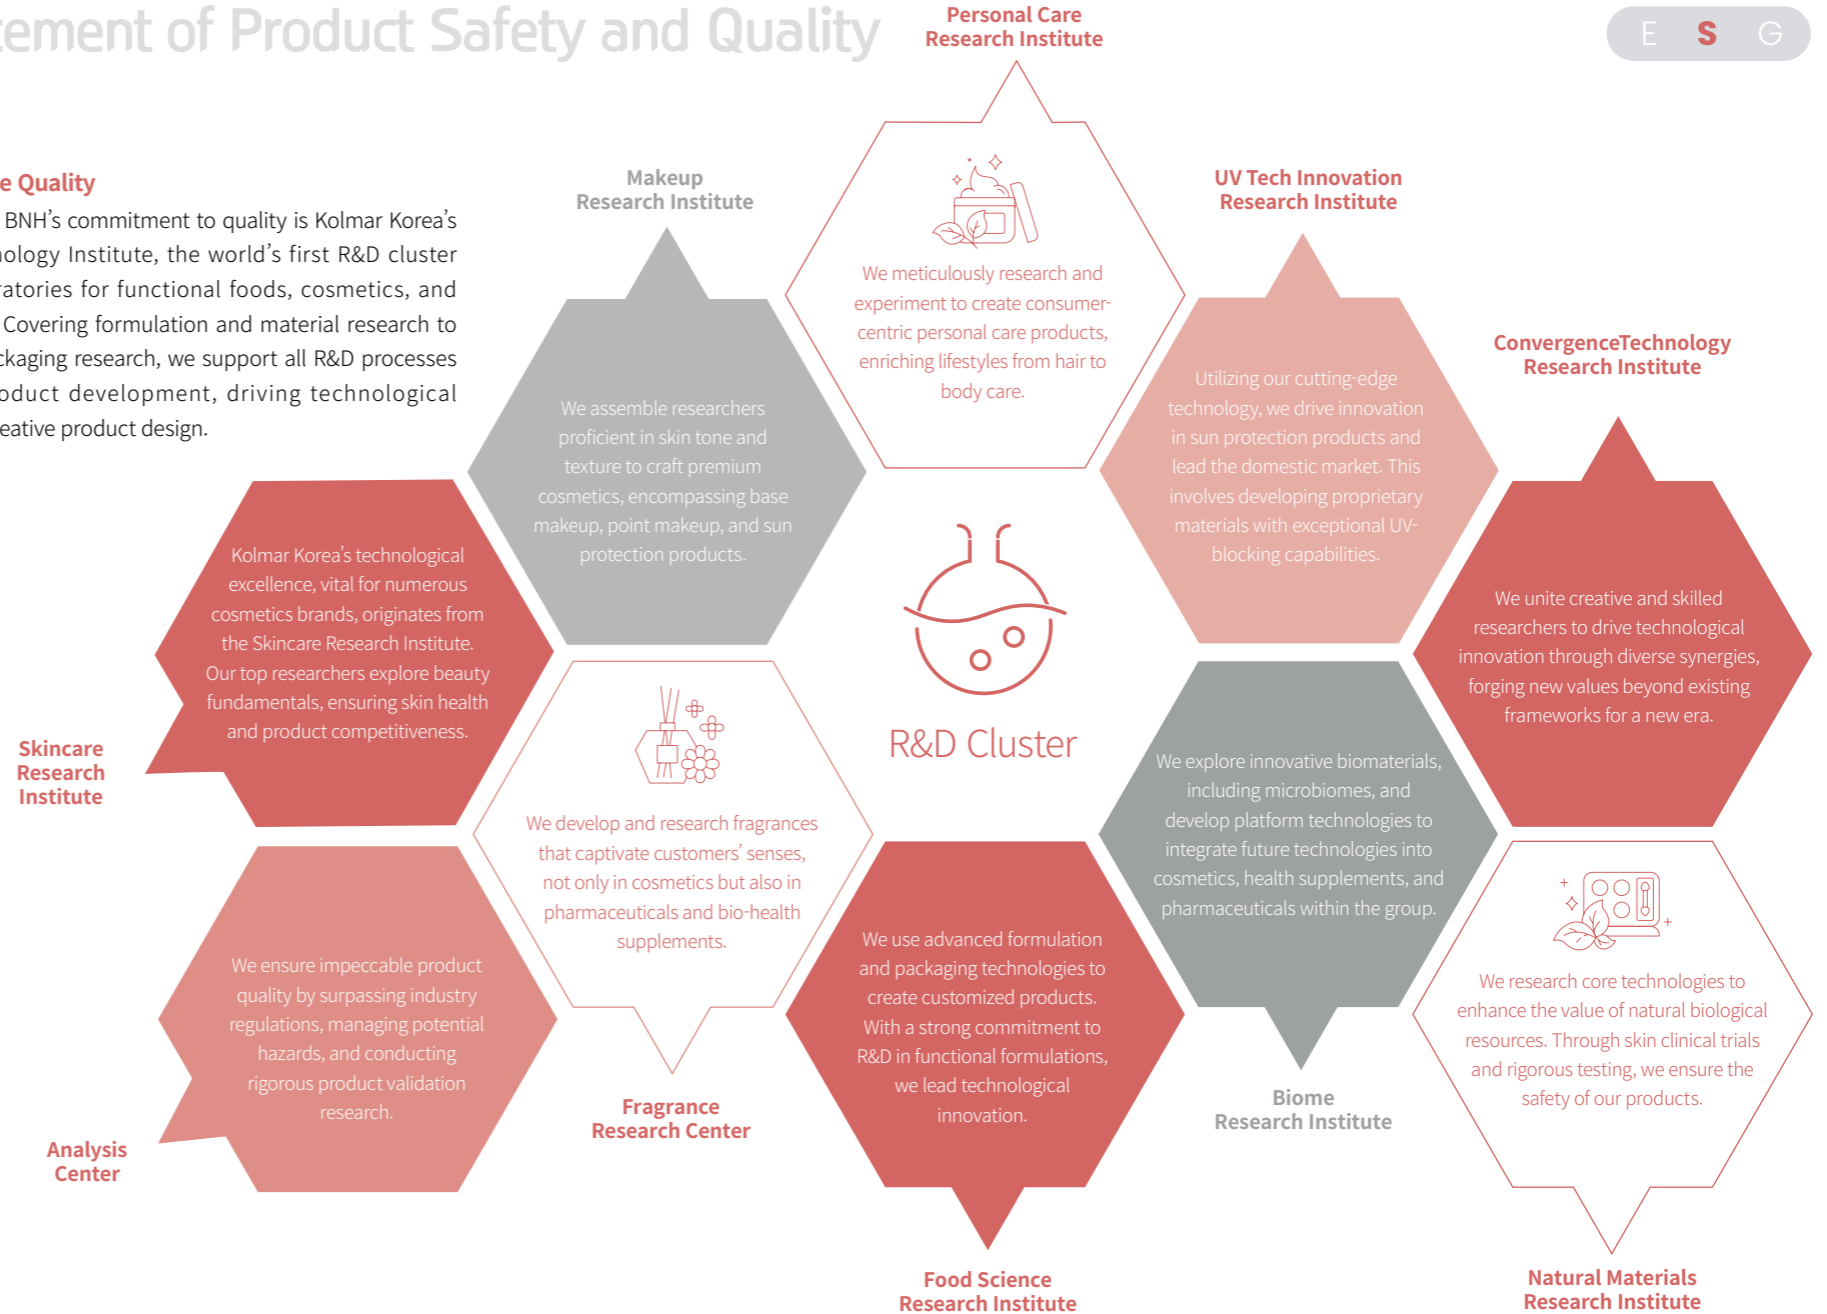 ement of Product Safety and Quality
E S G
e Quality
BNH's commitment to quality is Kolmar Korea's
nology Institute, the world's first R&D cluster
ratories for functional foods, cosmetics, and
Covering formulation and material research to
ckaging research, we support all R&D processes
oduct development, driving technological
eative product design.
Personal Care
Research Institute
We meticulously research and
experiment to create consumer-
centric personal care products,
enriching lifestyles from hair to
body care.
Makeup
Research Institute
We assemble researchers
proficient in skin tone and
texture to craft premium
cosmetics, encompassing base
makeup, point makeup, and sun
protection products.
UV Tech Innovation
Research Institute
Utilizing our cutting-edge
technology, we drive innovation
in sun protection products and
lead the domestic market. This
involves developing proprietary
materials with exceptional UV-
blocking capabilities.
ConvergenceTechnology
Research Institute
We unite creative and skilled
researchers to drive technological
innovation through diverse synergies,
forging new values beyond existing
frameworks for a new era.
Kolmar Korea's technological
excellence, vital for numerous
cosmetics brands, originates from
the Skincare Research Institute.
Our top researchers explore beauty
fundamentals, ensuring skin health
and product competitiveness.
Skincare
Research
Institute
R&D Cluster
We develop and research fragrances
that captivate customers' senses,
not only in cosmetics but also in
pharmaceuticals and bio-health
supplements.
Fragrance
Research Center
We explore innovative biomaterials,
including microbiomes, and
develop platform technologies to
integrate future technologies into
cosmetics, health supplements, and
pharmaceuticals within the group.
Biome
Research Institute
We ensure impeccable product
quality by surpassing industry
regulations, managing potential
hazards, and conducting
rigorous product validation
research.
Analysis
Center
We use advanced formulation
and packaging technologies to
create customized products.
With a strong commitment to
R&D in functional formulations,
we lead technological
innovation.
Food Science
Research Institute
We research core technologies to
enhance the value of natural biological
resources. Through skin clinical trials
and rigorous testing, we ensure the
safety of our products.
Natural Materials
Research Institute